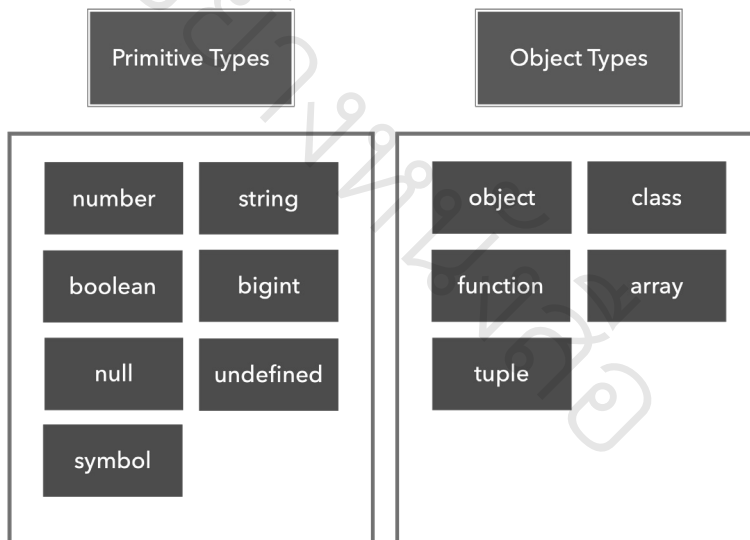 Primitive Types
Object Types
number
string
boolean
bigint
null
undefined
symbol
object
class
function
array
tuple